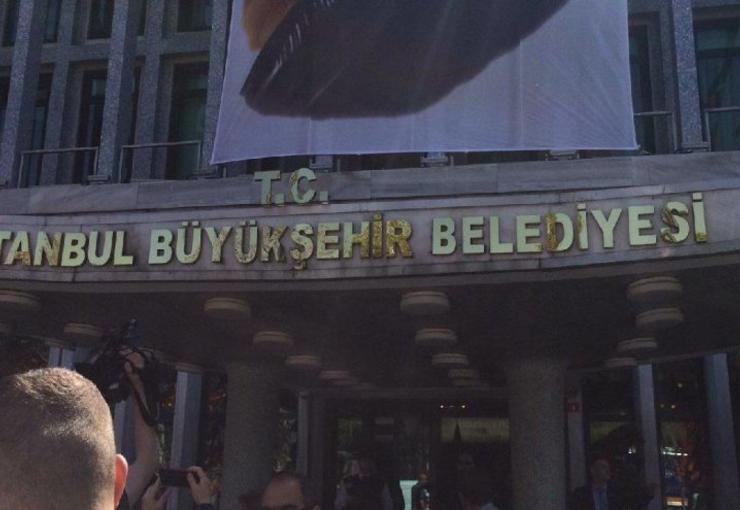 T.C.
TANBUL BÜYÜKŞEHİR BELEDİYESİ